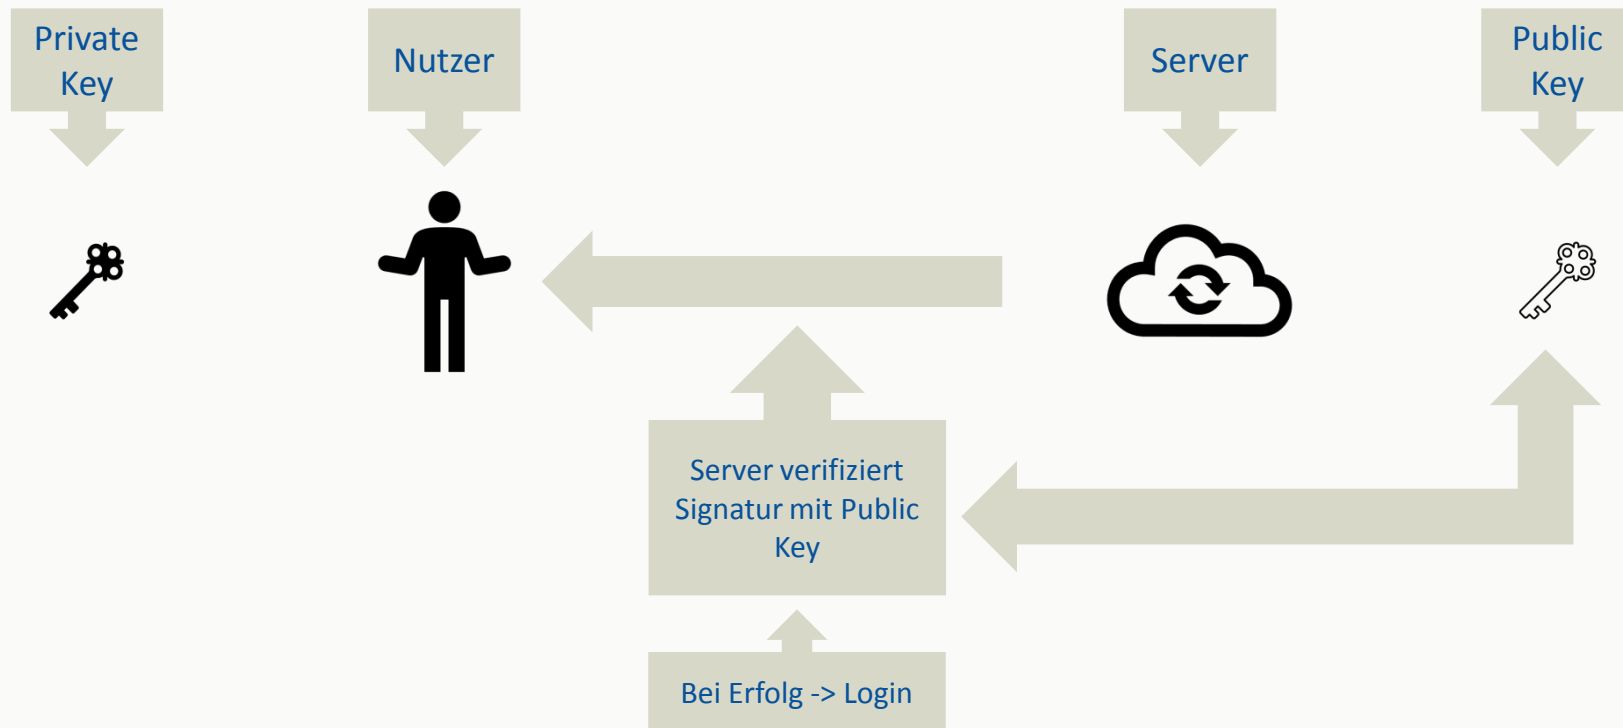 Private
Key
Nutzer
Server
Public
Key
Server verifiziert
Signatur mit Public
Key
Bei Erfolg -> Login